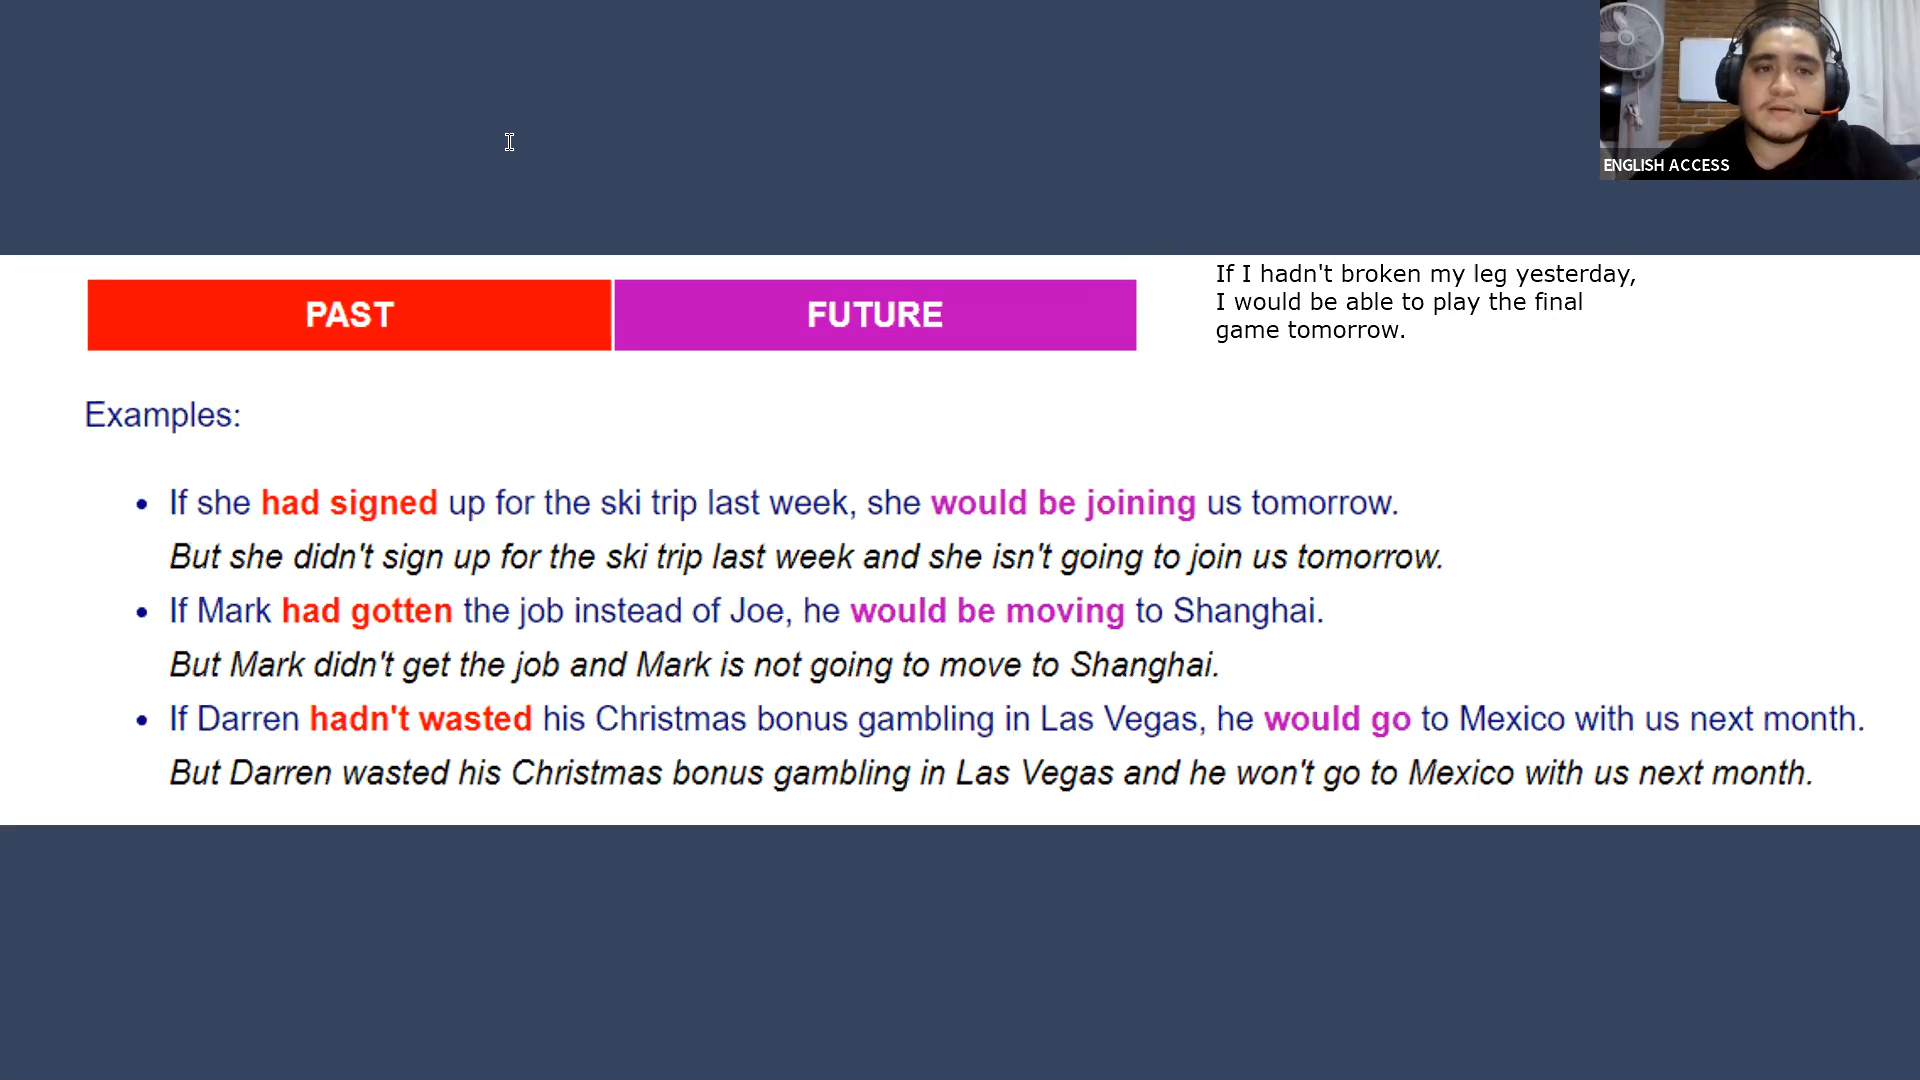 ENGLISH ACCESS
PAST FUTURE
If I hadn't broken my leg yesterday,
I would be able to play the final
game tomorrow.
Examples:
• If she had signed up for the ski trip last week, she would be joining us tomorrow.
But she didn't sign up for the ski trip last week and she isn't going to join us tomorrow.
• If Mark had gotten the job instead of Joe, he would be moving to Shanghai.
But Mark didn't get the job and Mark is not going to move to Shanghai.
• If Darren hadn't wasted his Christmas bonus gambling in Las Vegas, he would go to Mexico with us next month.
But Darren wasted his Christmas bonus gambling in Las Vegas and he won't go to Mexico with us next month.